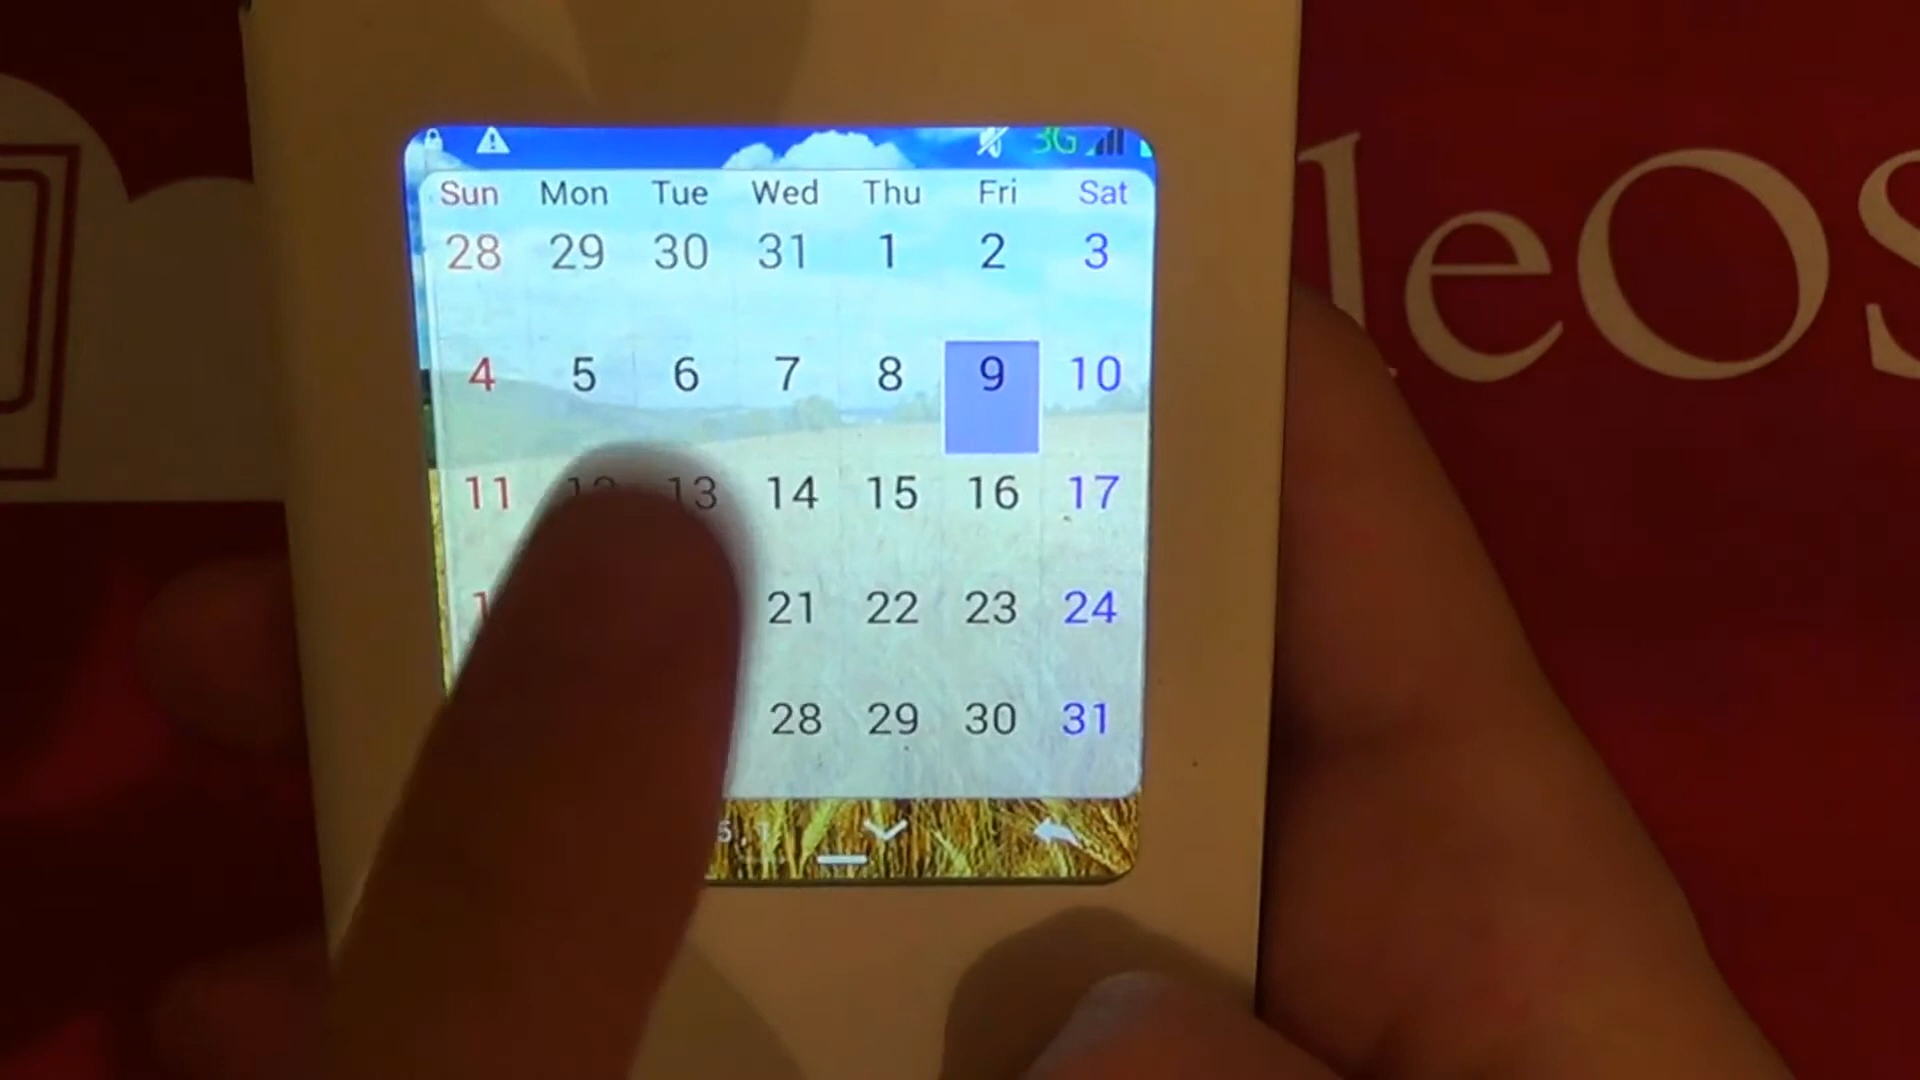 3G
Sun Mon Tue Wed Thu Fri Sat
28 29 30 31 1 2 3
4 5 6 7 8 9 10
11 13 14 15 16 17
21 22 23 24
28 29 30 31
leOS